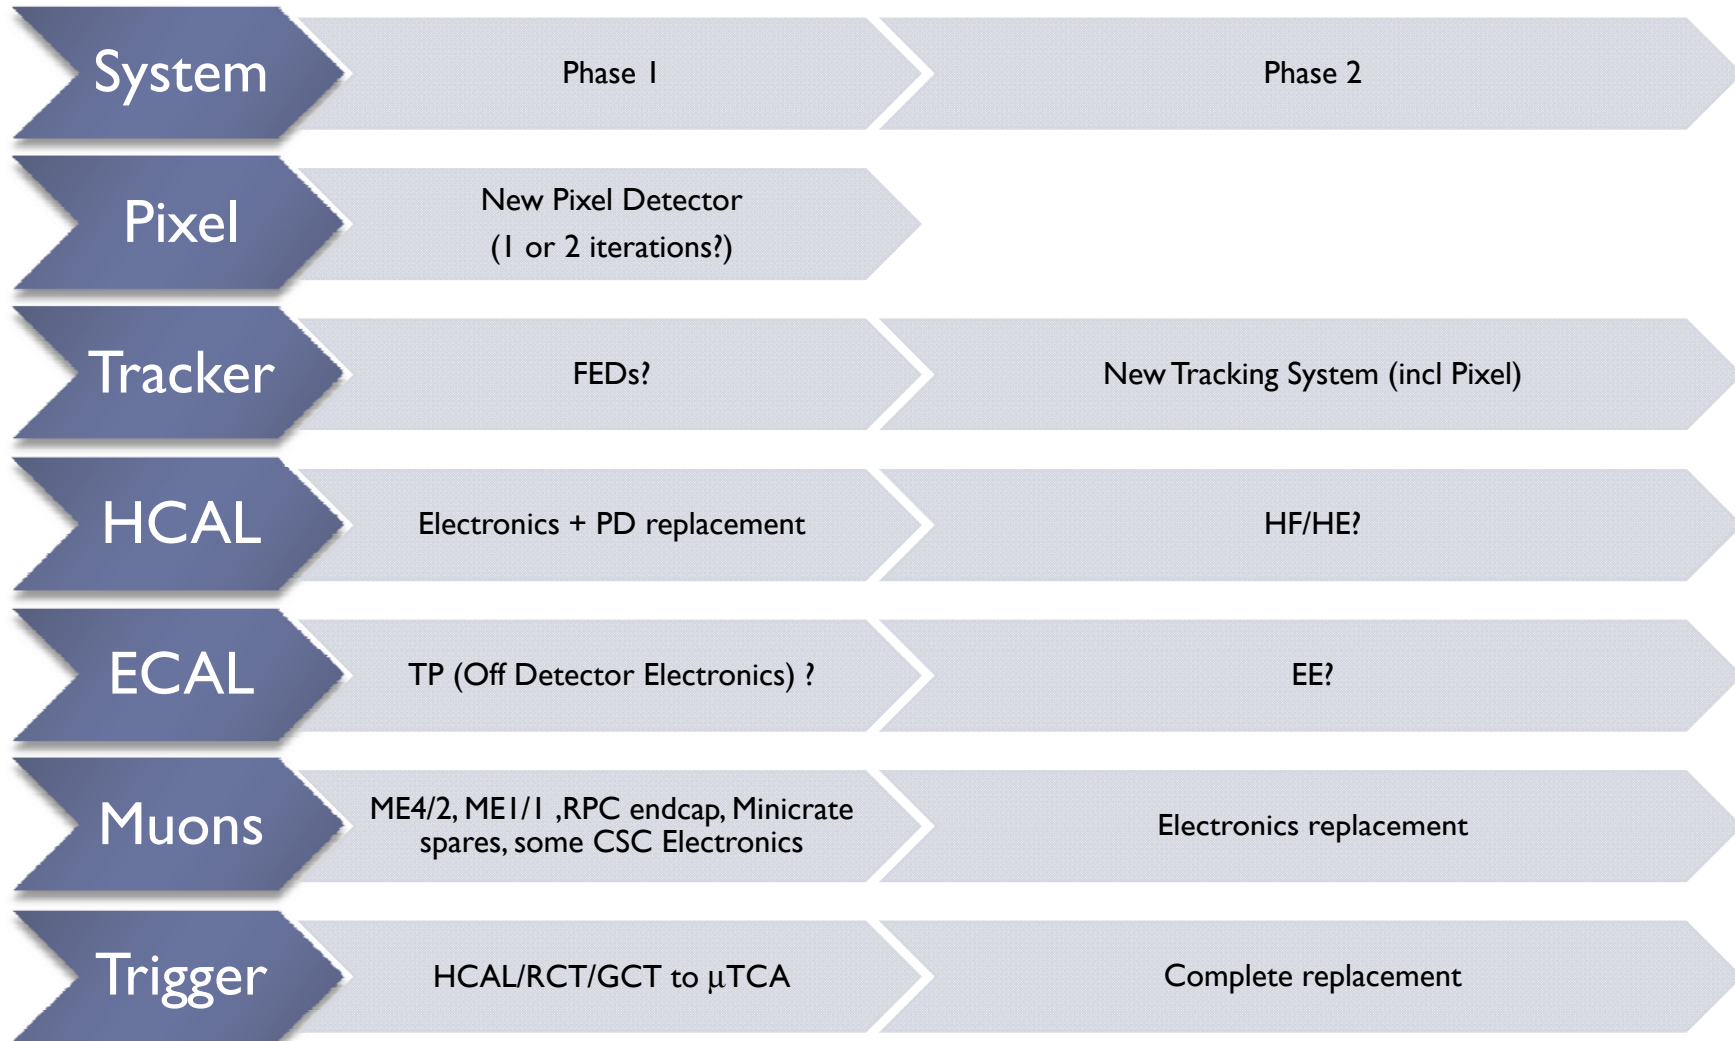 System
Phase 1
Phase 2
Pixel
New Pixel Detector
(1 or 2 iterations?)
Tracker
FEDs?
New Tracking System (incl Pixel)
HCAL
Electronics + PD replacement
HF/HE?
ECAL
TP (Off Detector Electronics) ?
EE?
Muons
ME4/2, ME1/1 ,RPC endcap, Minicrate
spares, some CSC Electronics
Electronics replacement
Trigger
HCAL/RCT/GCT to μTCA
Complete replacement